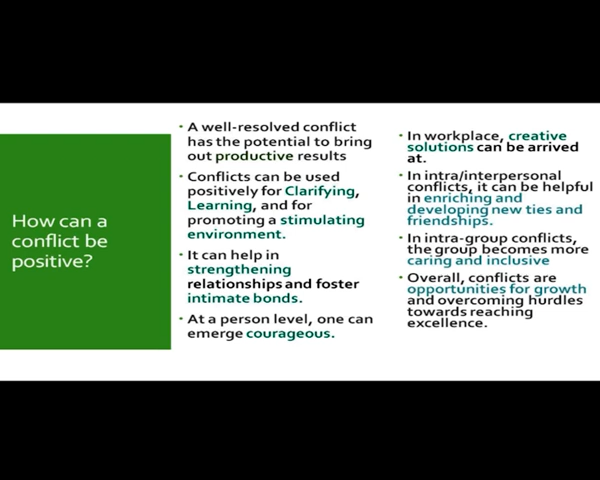 How can a
conflict be
positive?
• A well-resolved conflict
has the potential to bring
out productive results
• Conflicts can be used
positively for Clarifying,
Learning, and for
promoting a stimulating
environment.
• It can help in
strengthening
relationships and foster
intimate bonds.
• At a person level, one can
emerge courageous.
• In workplace, creative
solutions can be arrived
at.
• In intra/interpersonal
conflicts, it can be helpful
in enriching and
developing new ties and
friendships.
• In intra-group conflicts,
the group becomes more
caring and inclusive
• Overall, conflicts are
opportunities for growth
and overcoming hurdles
towards reaching
excellence.